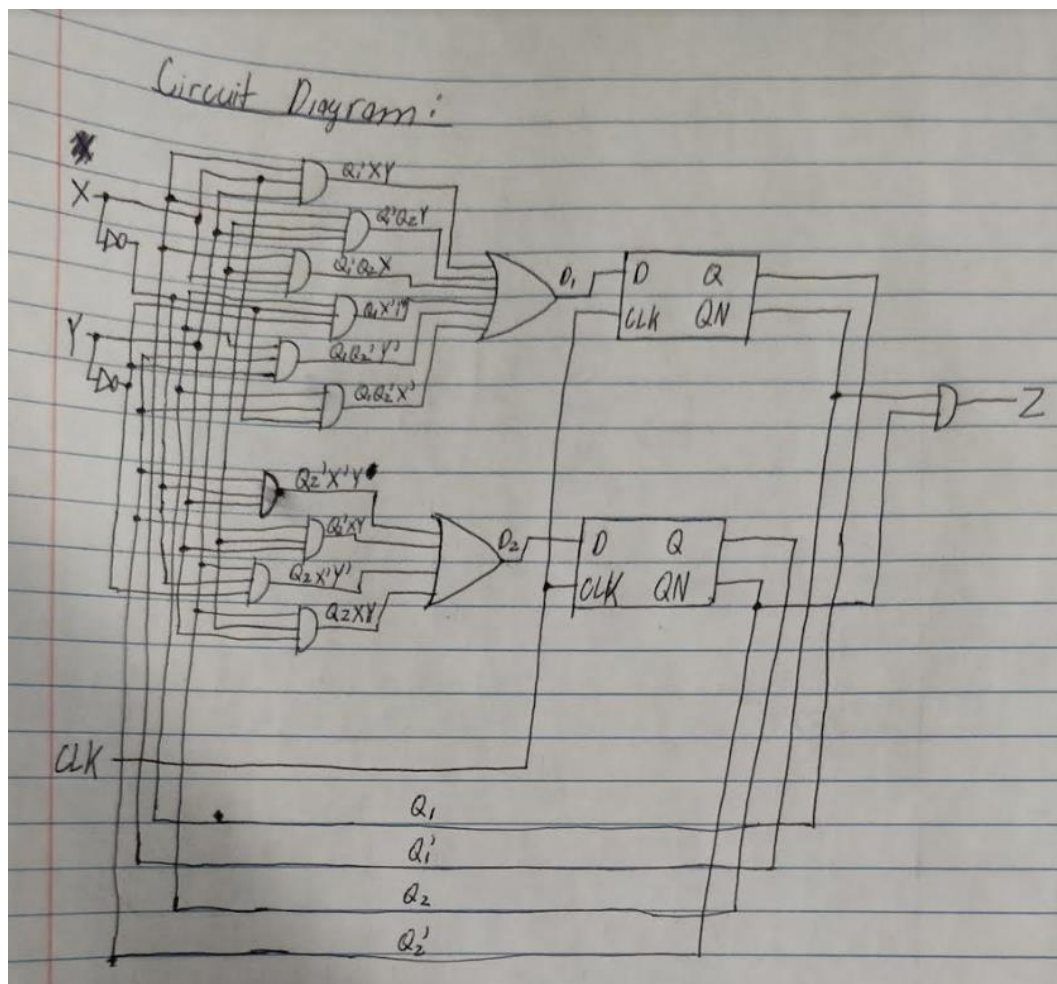 Circuit Diagram:
X
Y
Q1'XY
Q1'Q2Y
Q1'Q2X
Q1Q2'Y'
Q1Q2'X'
D1
D Q
CLK QN
Z
Q2'X'Y
Q2'XY
Q2X'Y'
Q2XY
D2
D Q
CLK QN
CLK
Q1
Q1'
Q2
Q2'